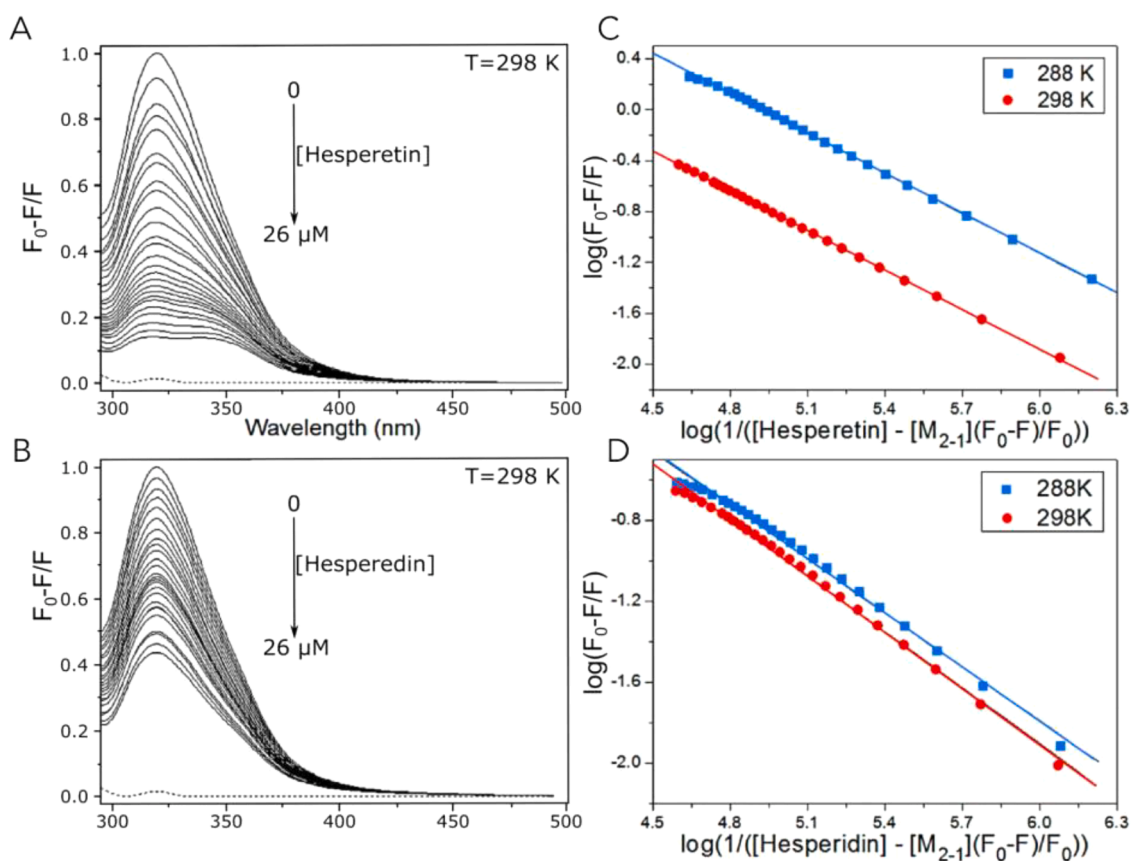 A
T=298 K
0
[Hesperetin]
26 µM
F₀-F/F
1.0
0.8
0.6
0.4
0.2
0.0
300
350
400
450
500
Wavelength (nm)
B
T=298 K
0
[Hesperedin]
26 µM
F₀-F/F
1.0
0.8
0.6
0.4
0.2
0.0
300
350
400
450
500
C
288 K
298 K
log(F₀-F/F)
0.4
0.0
-0.4
-0.8
-1.2
-1.6
-2.0
4.5
4.8
5.1
5.4
5.7
6.0
6.3
log(1/([Hesperetin] - [M₂₋₁](F₀-F)/F₀))
D
288K
298K
log(F₀-F/F)
-0.8
-1.2
-1.6
-2.0
4.5
4.8
5.1
5.4
5.7
6.0
6.3
log(1/([Hesperidin] - [M₂₋₁](F₀-F)/F₀))